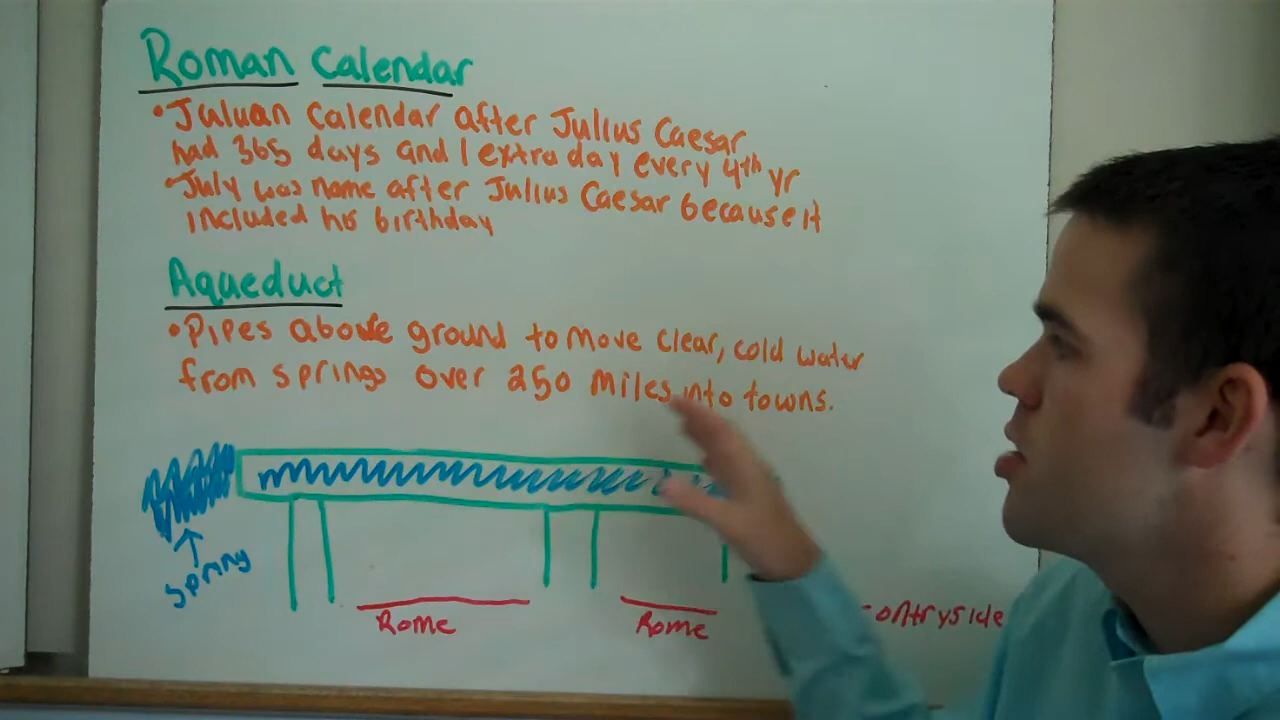 Roman Calendar
•Juluan Calendar after Julius Caesar
had 365 days and 1 extra day every 4th yr
•July was name after Julius Caesar because it
included his birthday
Aqueduct
•Pipes above ground to move clear, cold water
from springs over 250 miles into towns.
spring
Rome
Rome
ontryside